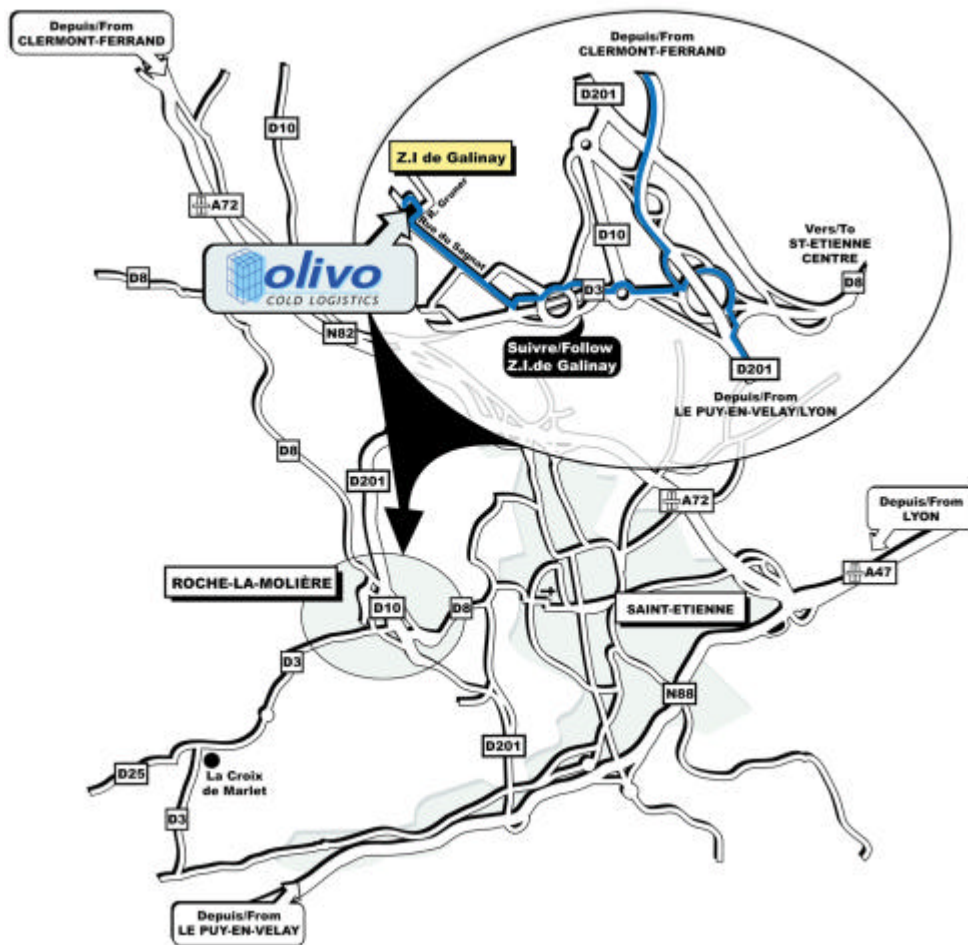 Depuis/From
CLERMONT-FERRAND
Depuis/From
CLERMONT-FERRAND
D201
D10
Z.I de Galinay
R. Gruner
Rue du Sagnat
A72
D10
Vers/To
ST-ETIENNE
CENTRE
D8
D8
olivo
COLD LOGISTICS
D3
N82
Suivre/Follow
Z.I.de Galinay
D201
Depuis/From
LE PUY-EN-VELAY/LYON
D8
D201
A72
Depuis/From
LYON
A47
ROCHE-LA-MOLIÈRE
D10
D8
SAINT-ETIENNE
D3
N88
D201
D25
La Croix
de Marlet
D3
Depuis/From
LE PUY-EN-VELAY